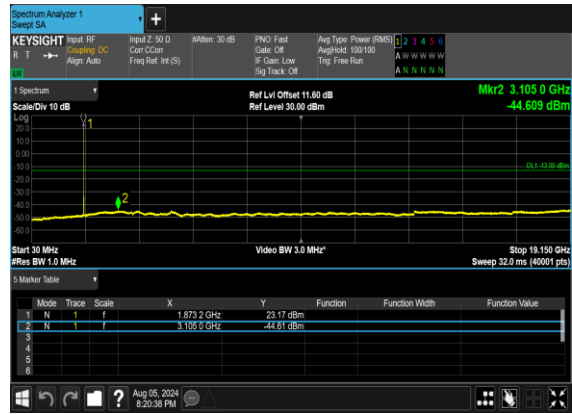 Spectrum Analyzer 1
Swept SA
+
KEYSIGHT Input: RF Input Z: 50 Ω #Atten: 30 dB PNO: Fast Avg Type: Power (RMS) 1 2 3 4 5 6
R T Coupling: DC Corr CCorr Gate: Off Avg|Hold: 100/100 A W W W W W
Align: Auto Freq Ref: Int (S) IF Gain: Low Trig: Free Run
Sig Track: Off A N N N N N
1 Spectrum Ref Lvl Offset 11.60 dB Mkr2 3.105 0 GHz
Scale/Div 10 dB Ref Level 30.00 dBm -44.609 dBm
Log
1
20.0
10.0
0.00
-10.0
DL1 -13.00 dBm
-20.0
-30.0
-40.0
2
-50.0
-60.0
Start 30 MHz Video BW 3.0 MHz* Stop 19.150 GHz
#Res BW 1.0 MHz Sweep 32.0 ms (40001 pts)
5 Marker Table
Mode Trace Scale X Y Function Function Width Function Value
1 N 1 f 1.873 2 GHz 23.17 dBm
2 N 1 f 3.105 0 GHz -44.61 dBm
3
4
5
6
? Aug 05, 2024
8:20:38 PM